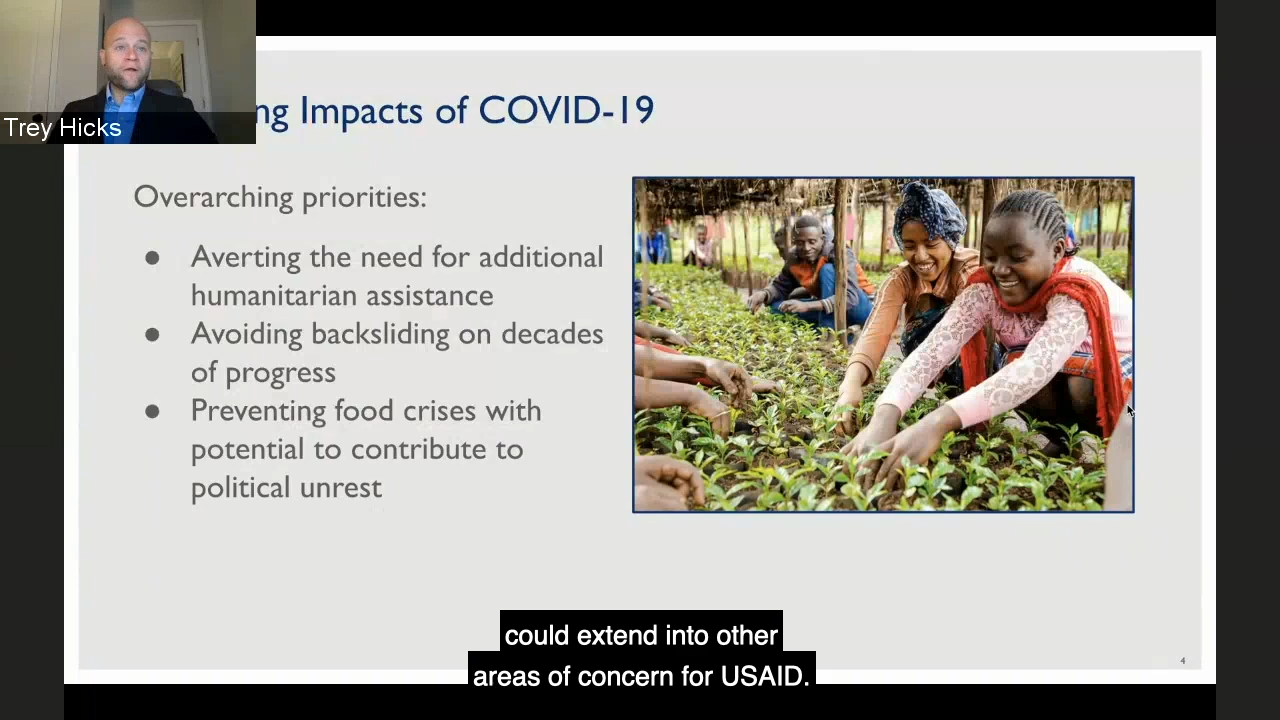 Trey Hicks
ng Impacts of COVID-19
Overarching priorities:
● Averting the need for additional
humanitarian assistance
● Avoiding backsliding on decades
of progress
● Preventing food crises with
potential to contribute to
political unrest
could extend into other
areas of concern for USAID.
4